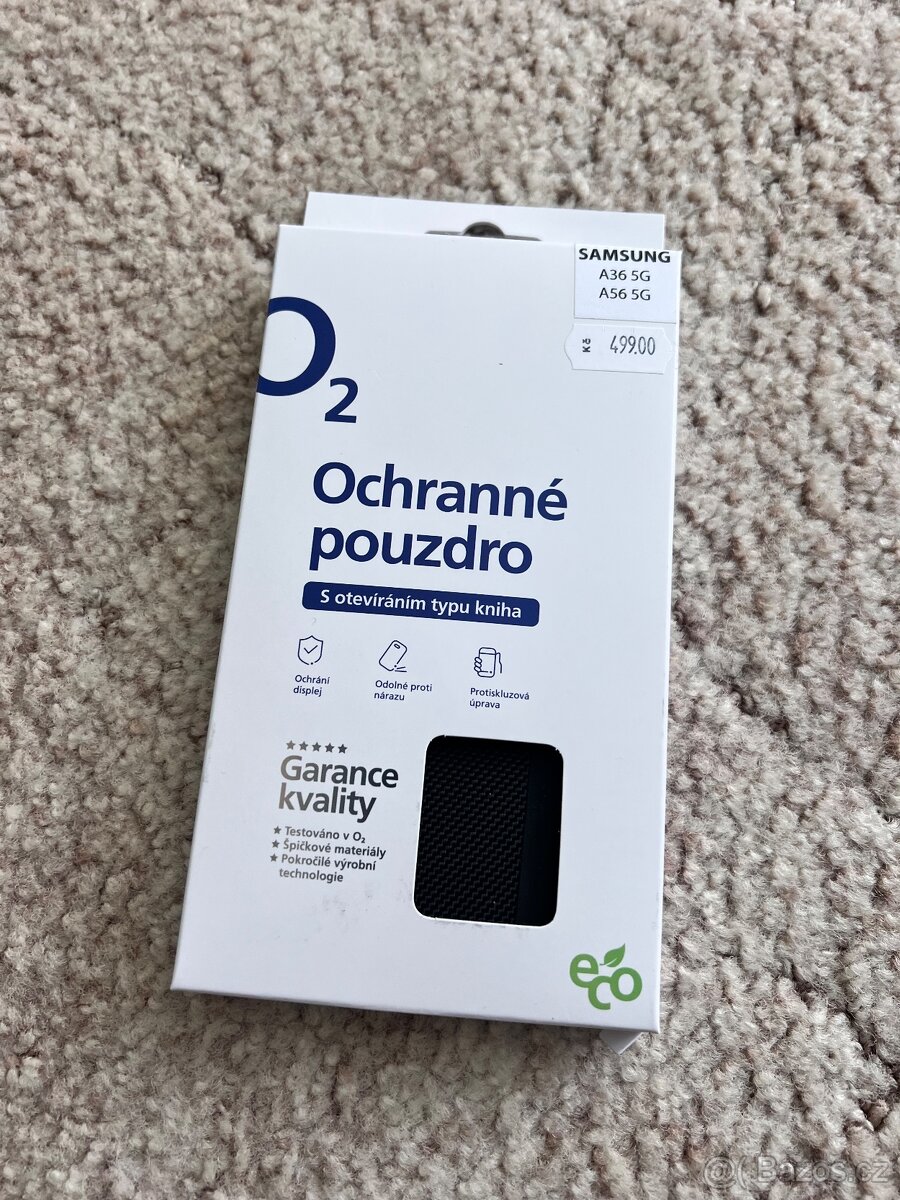 SAMSUNG
A36 5G
A56 5G
Kč 499.00
O2
Ochranné
pouzdro
S otevíráním typu kniha
Ochrání
displej
Odolné proti
nárazu
Protiskluzová
úprava
★★★★★
Garance
kvality
★ Testováno v O₂
★ Špičkové materiály
★ Pokročilé výrobní
technologie
eco
@ Bazos.cz